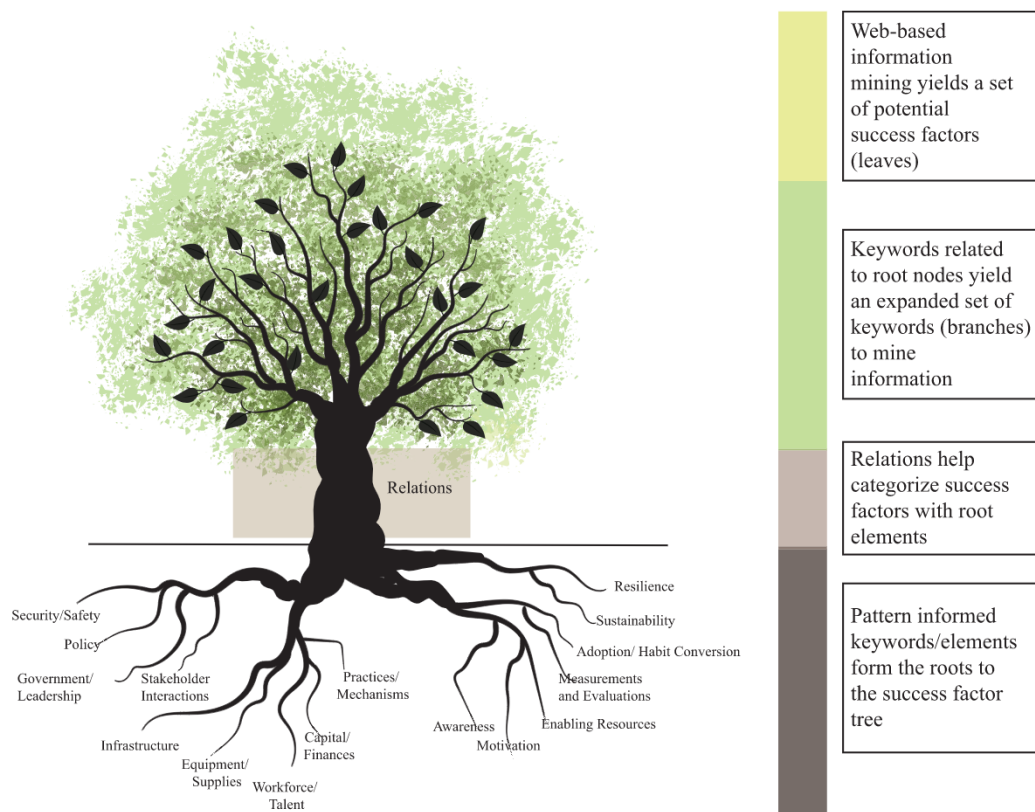 Web-based
information
mining yields a set
of potential
success factors
(leaves)
Keywords related
to root nodes yield
an expanded set of
keywords (branches)
to mine
information
Relations
Relations help
categorize success
factors with root
elements
Pattern informed
keywords/elements
form the roots to
the success factor
tree
Security/Safety
Policy
Government/
Leadership
Stakeholder
Interactions
Infrastructure
Equipment/
Supplies
Workforce/
Talent
Capital/
Finances
Practices/
Mechanisms
Awareness
Motivation
Enabling Resources
Measurements
and Evaluations
Adoption/ Habit Conversion
Sustainability
Resilience